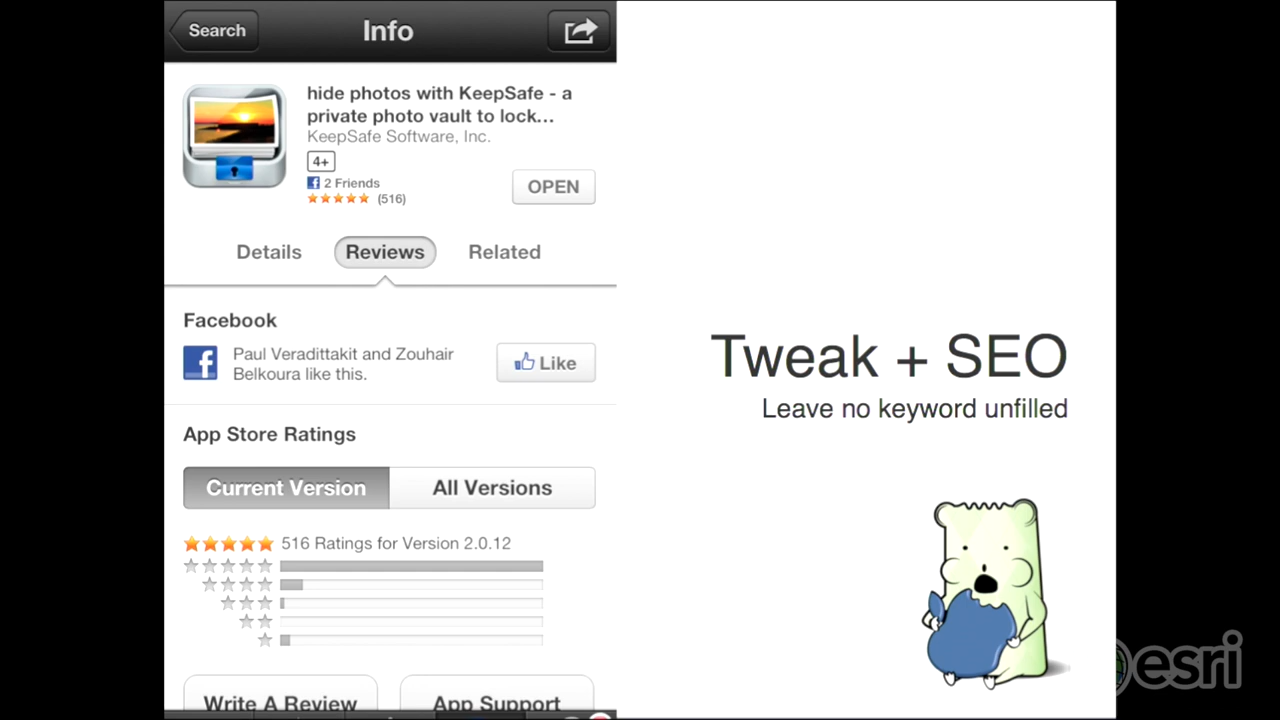 Search
Info
hide photos with KeepSafe - a
private photo vault to lock...
KeepSafe Software, Inc.
4+
2 Friends
(516)
OPEN
Details
Reviews
Related
Facebook
Paul Veradittakit and Zouhair
Belkoura like this.
Like
App Store Ratings
Current Version
All Versions
516 Ratings for Version 2.0.12
Write A Review
App Support
Tweak + SEO
Leave no keyword unfilled
esri